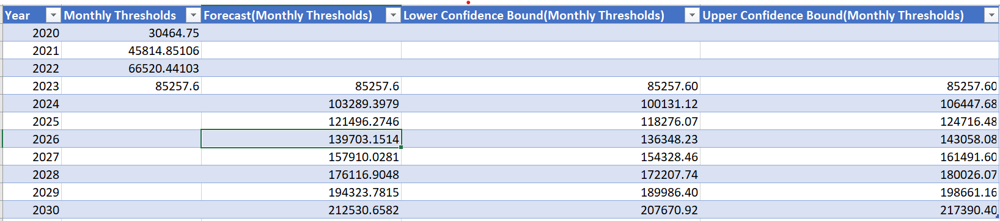 Year Monthly Thresholds Forecast(Monthly Thresholds) Lower Confidence Bound(Monthly Thresholds) Upper Confidence Bound(Monthly Thresholds)
2020 30464.75
2021 45814.85106
2022 66520.44103
2023 85257.6 85257.6 85257.60 85257.60
2024 103289.3979 100131.12 106447.68
2025 121496.2746 118276.07 124716.48
2026 139703.1514 136348.23 143058.08
2027 157910.0281 154328.46 161491.60
2028 176116.9048 172207.74 180026.07
2029 194323.7815 189986.40 198661.16
2030 212530.6582 207670.92 217390.40